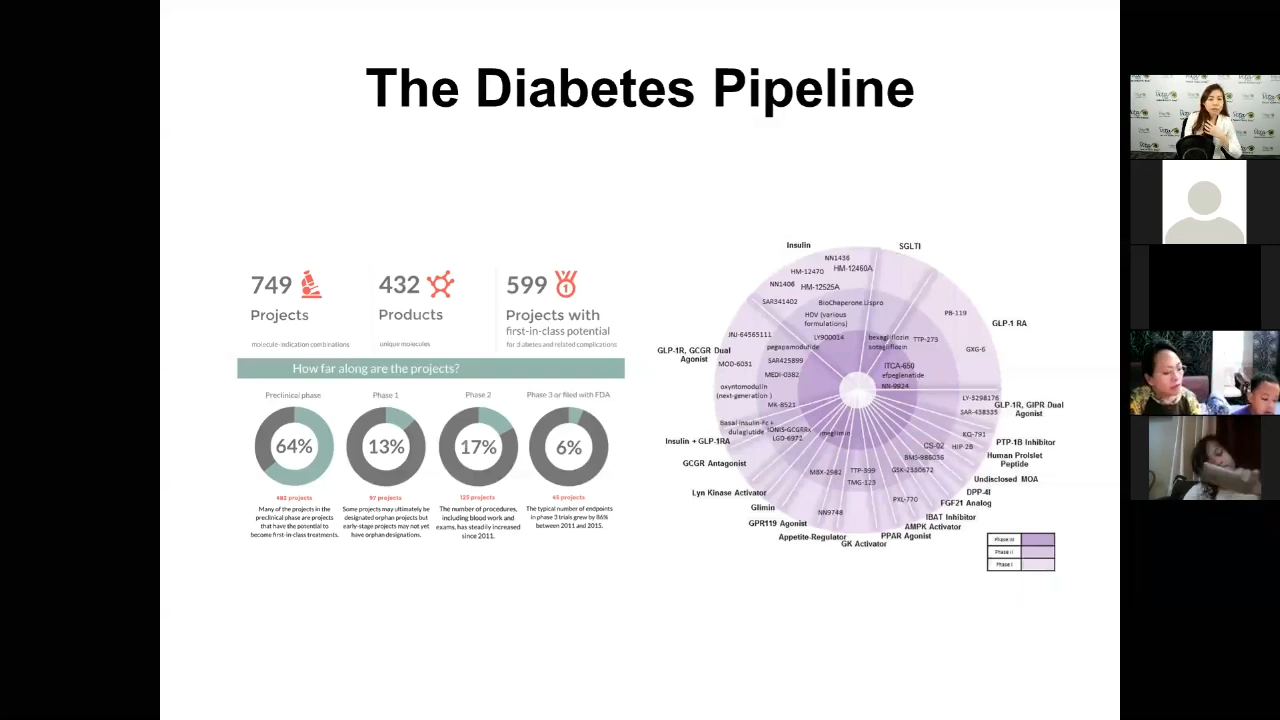 The Diabetes Pipeline
749
Projects
molecule-indication combinations
432
Products
unique molecules
599
Projects with
first-in-class potential
for diabetes and related complications
How far along are the projects?
Preclinical phase
64%
482 projects
Many of the projects in the
preclinical phase are projects
that have the potential to
become first-in-class treatments.
Phase 1
13%
97 projects
Some projects may ultimately be
designated orphan projects but
early-stage projects may not yet
have orphan designations.
Phase 2
17%
125 projects
The number of procedures,
including blood work and
exams, has steadily increased
since 2011.
Phase 3 or filed with FDA
6%
45 projects
The typical number of endpoints
in phase 3 trials grew by 86%
between 2011 and 2015.
Insulin
SGLTI
GLP-1 RA
GLP-1R, GIPR Dual
Agonist
PTP-1B Inhibitor
Human Proislet
Peptide
Undisclosed MOA
DPP-4I
FGF21 Analog
IBAT Inhibitor
AMPK Activator
PPAR Agonist
GK Activator
Appetite Regulator
GPR119 Agonist
Glimin
Lyn Kinase Activator
GCGR Antagonist
Insulin + GLP-1RA
GLP-1R, GCGR Dual
Agonist
NN1436
HM-12470
HM-12460A
NN1406
HM-12525A
SAR341402
BioChaperone Lispro
HDV (various
formulations)
LY900014
pegapamodutide
JNJ-64565111
MOD-6031
SAR425899
MEDI-0382
oxyntomodulin
(next-generation )
MK-8521
Basal insulin-Fc +
dulaglutide
IONIS-GCGRRx
LGD-6972
imeglimin
bexagliflozin
sotagliflozin
TTP-273
PB-119
GXG-6
ITCA-650
efpeglenatide
NN-9924
LY-3298176
SAR-438335
KQ-791
HIP-2B
CS-02
BMS-986036
GSK-2330672
PXL-770
MBX-2982
TTP-399
TMG-123
NN9748
Phase III
Phase II
Phase I